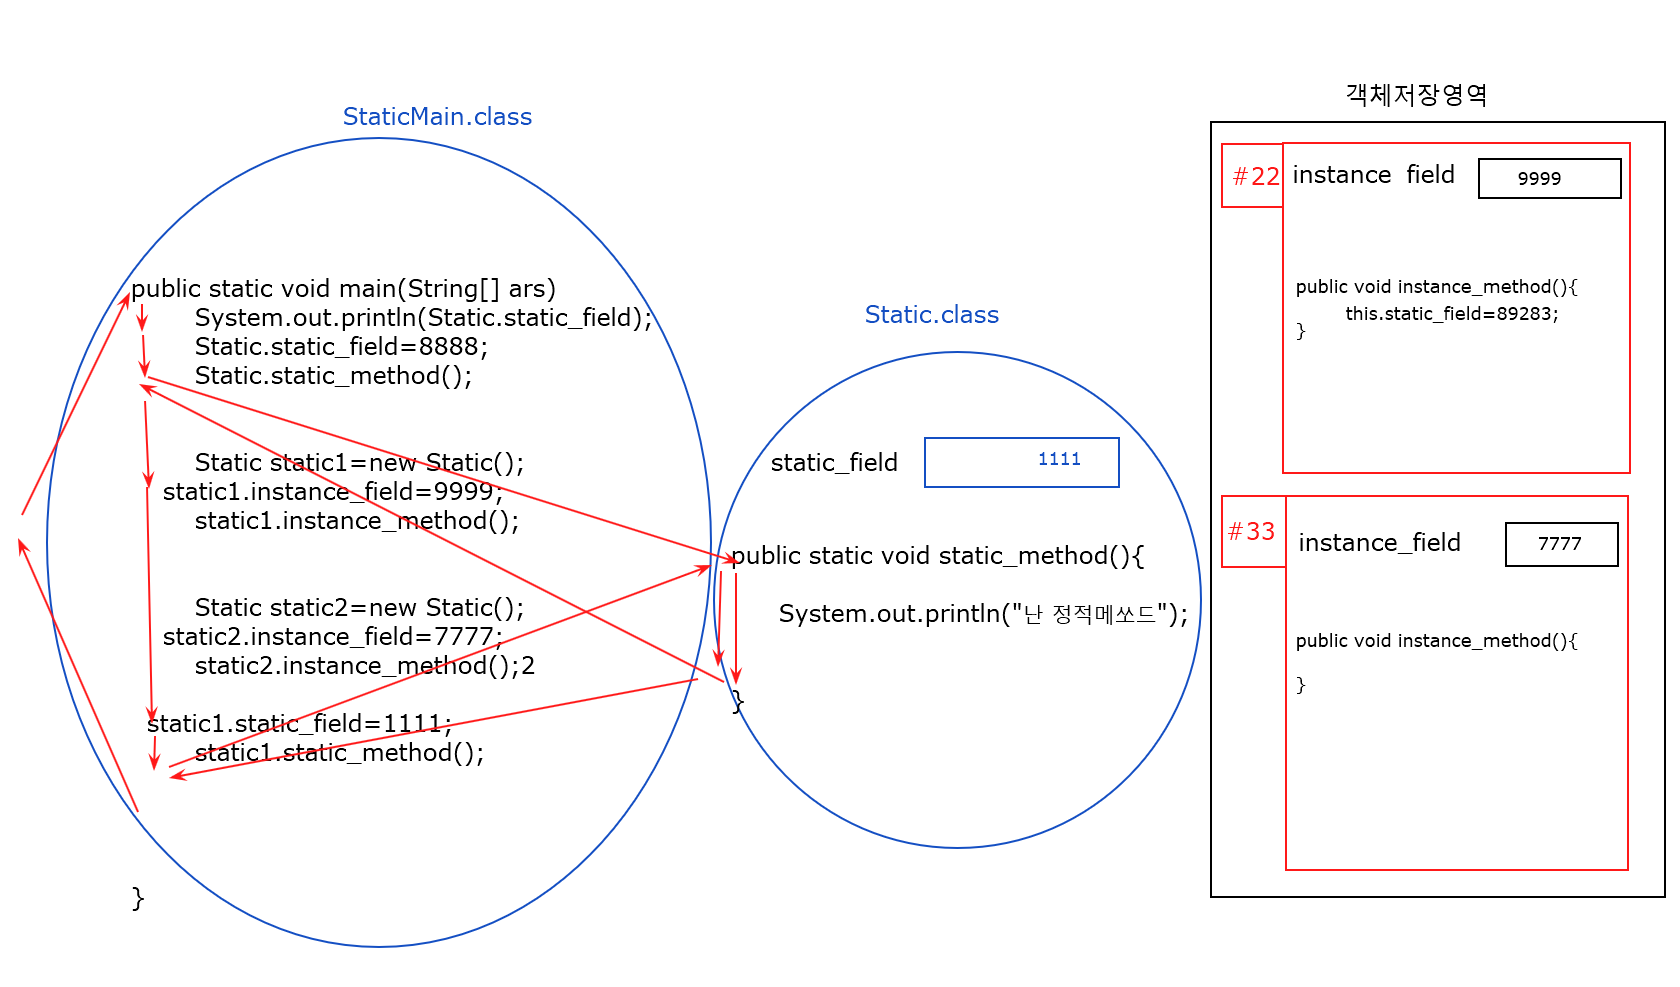 StaticMain.class
public static void main(String[] ars)
System.out.println(Static.static_field);
Static.static_field=8888;
Static.static_method();
Static static1=new Static();
static1.instance_field=9999;
static1.instance_method();
Static static2=new Static();
static2.instance_field=7777;
static2.instance_method();2
static1.static_field=1111;
static1.static_method();
}
Static.class
static_field 1111
public static void static_method(){
System.out.println("난 정적메쏘드");
}
객체저장영역
#22 instance field 9999
public void instance_method(){
this.static_field=89283;
}
#33 instance_field 7777
public void instance_method(){
}